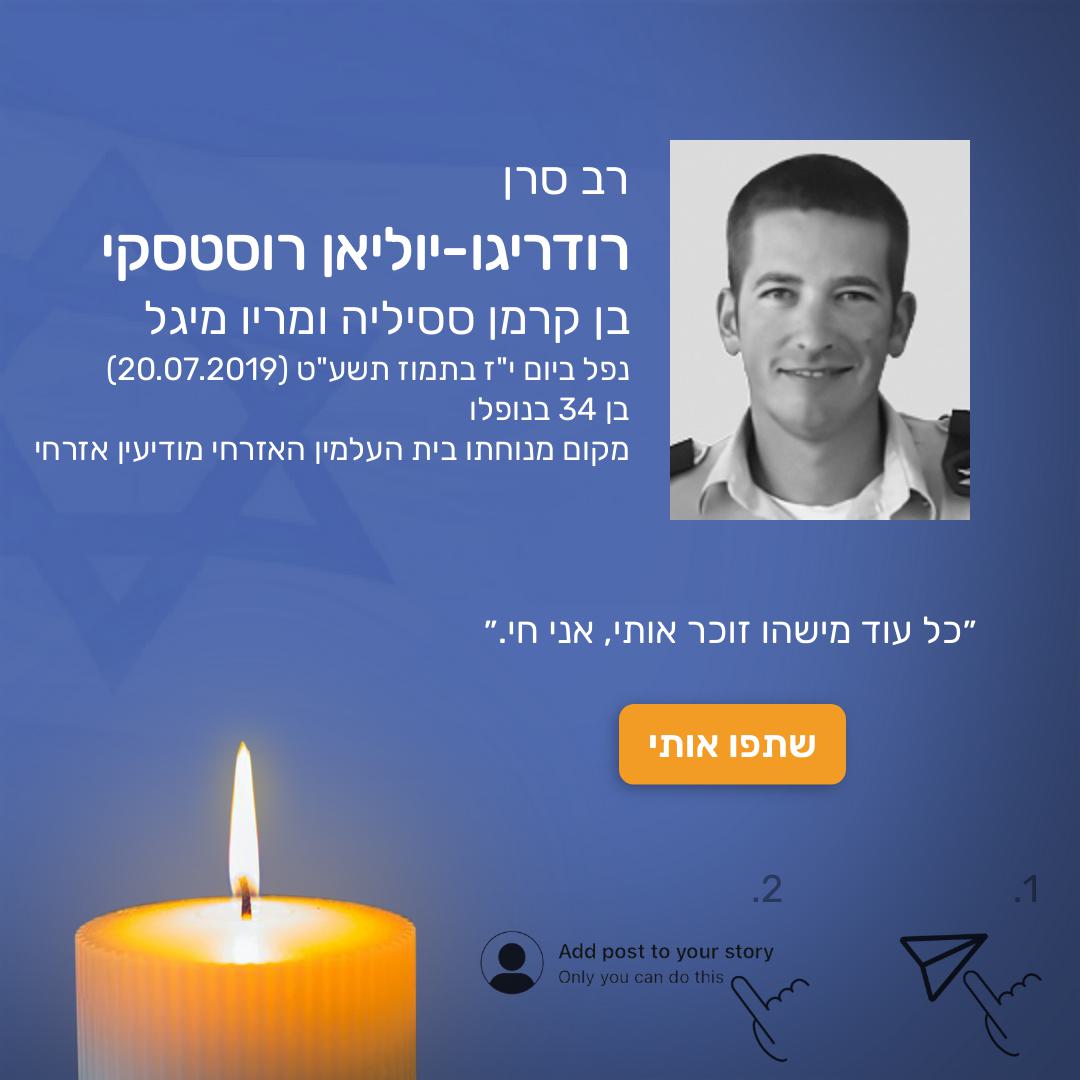 רב סרן
רודריגו-יוליאן רוסטסקי
בן קרמן ססיליה ומריו מיגל
נפל ביום י"ז בתמוז תשע"ט (20.07.2019)
בן 34 בנופלו
מקום מנוחתו בית העלמין האזרחי מודיעין אזרחי
״כל עוד מישהו זוכר אותי, אני חי.״
שתפו אותי
1.
2.
Add post to your story
Only you can do this